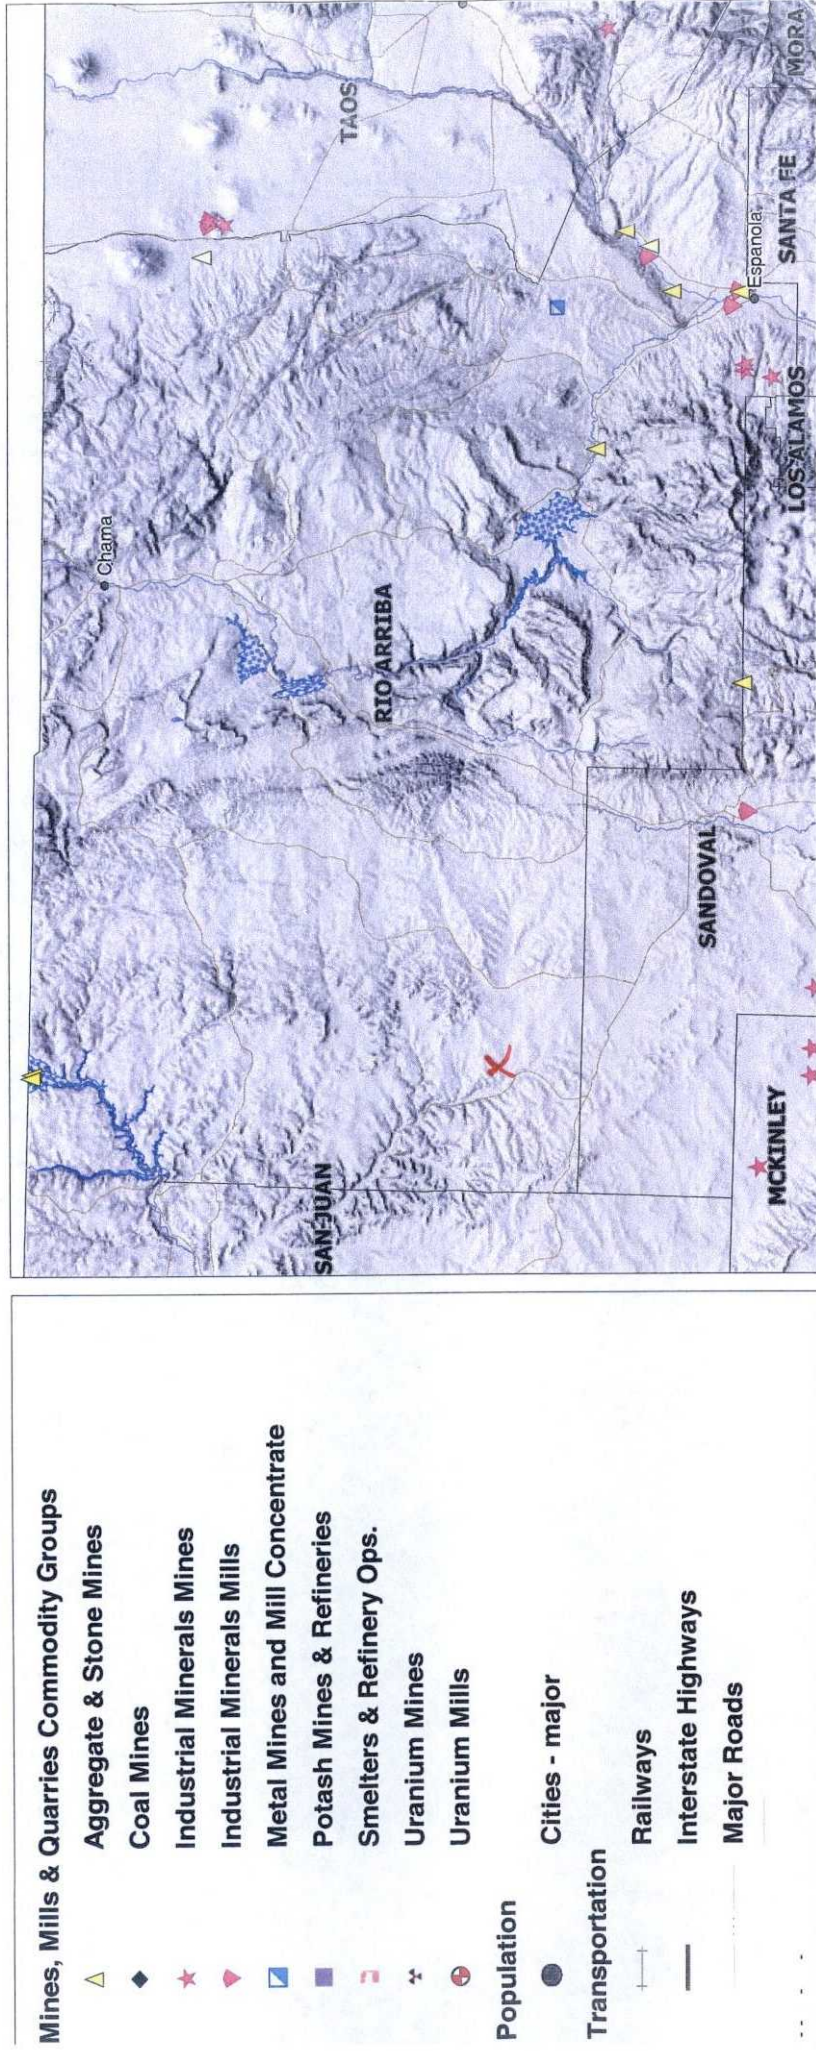 Mines, Mills & Quarries Commodity Groups
Aggregate & Stone Mines
Coal Mines
Industrial Minerals Mines
Industrial Minerals Mills
Metal Mines and Mill Concentrate
Potash Mines & Refineries
Smelters & Refinery Ops.
Uranium Mines
Uranium Mills
Population
Cities - major
Transportation
Railways
Interstate Highways
Major Roads
Chama
TAOS
RIO ARRIBA
SAN JUAN
Espanola
MORA
SANTA FE
LOS ALAMOS
SANDOVAL
MCKINLEY
X